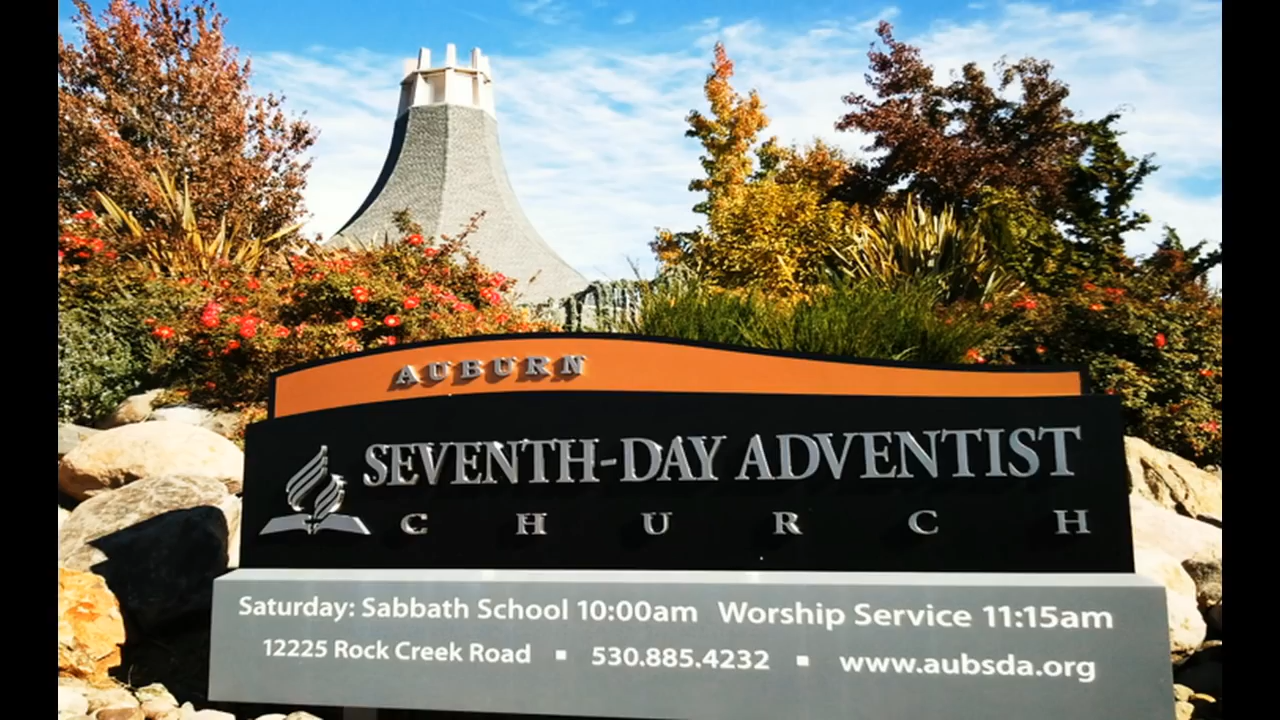 AUBURN
SEVENTH-DAY ADVENTIST
CHURCH
Saturday: Sabbath School 10:00am Worship Service 11:15am
12225 Rock Creek Road ▪ 530.885.4232 ▪ www.aubsda.org